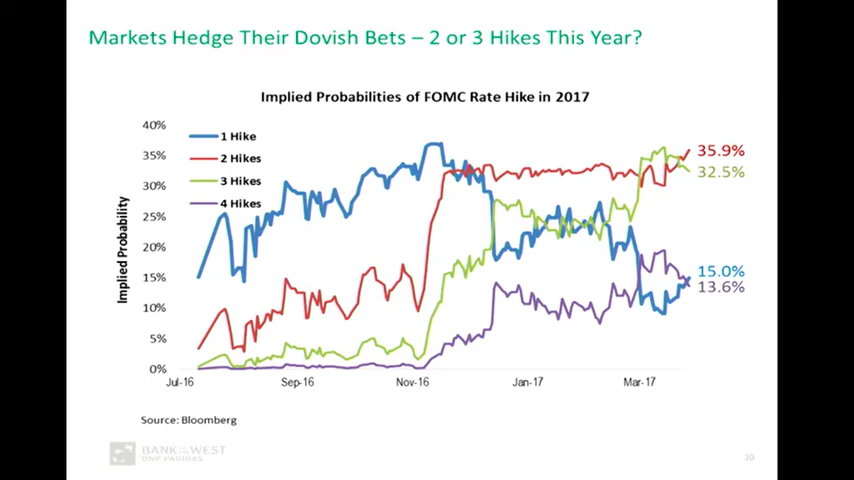 Markets Hedge Their Dovish Bets – 2 or 3 Hikes This Year?
Implied Probabilities of FOMC Rate Hike in 2017
Implied Probability
40%
35%
30%
25%
20%
15%
10%
5%
0%
1 Hike
2 Hikes
3 Hikes
4 Hikes
35.9%
32.5%
15.0%
13.6%
Jul-16
Sep-16
Nov-16
Jan-17
Mar-17
Source: Bloomberg
BANK OF THE WEST
BNP PARIBAS
30